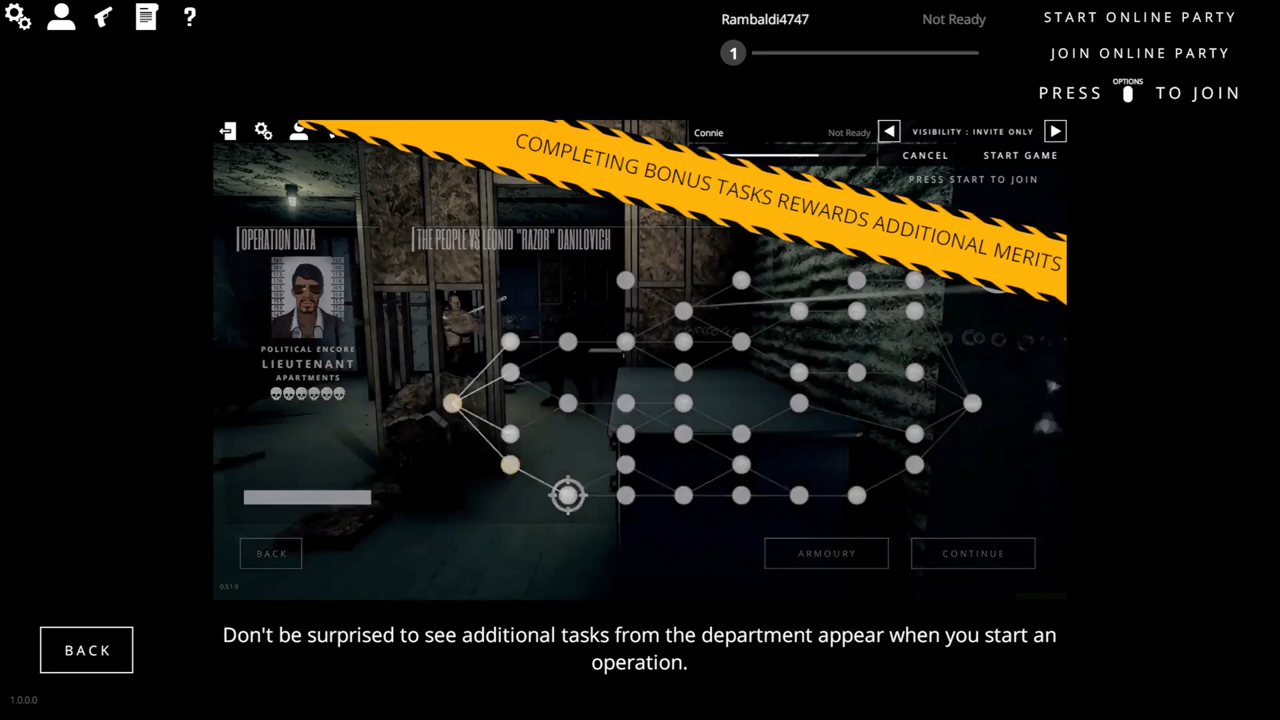 ?
Rambaldi4747
Not Ready
START ONLINE PARTY
1
JOIN ONLINE PARTY
OPTIONS
PRESS TO JOIN
Connie
Not Ready
VISIBILITY : INVITE ONLY
CANCEL
START GAME
PRESS START TO JOIN
COMPLETING BONUS TASKS REWARDS ADDITIONAL MERITS
OPERATION DATA
THE PEOPLE VS LEONID "RAZOR" DANILOVICH
POLITICAL ENCORE
LIEUTENANT
APARTMENTS
BACK
ARMOURY
CONTINUE
0319
Don't be surprised to see additional tasks from the department appear when you start an
operation.
BACK
1.0.0.0